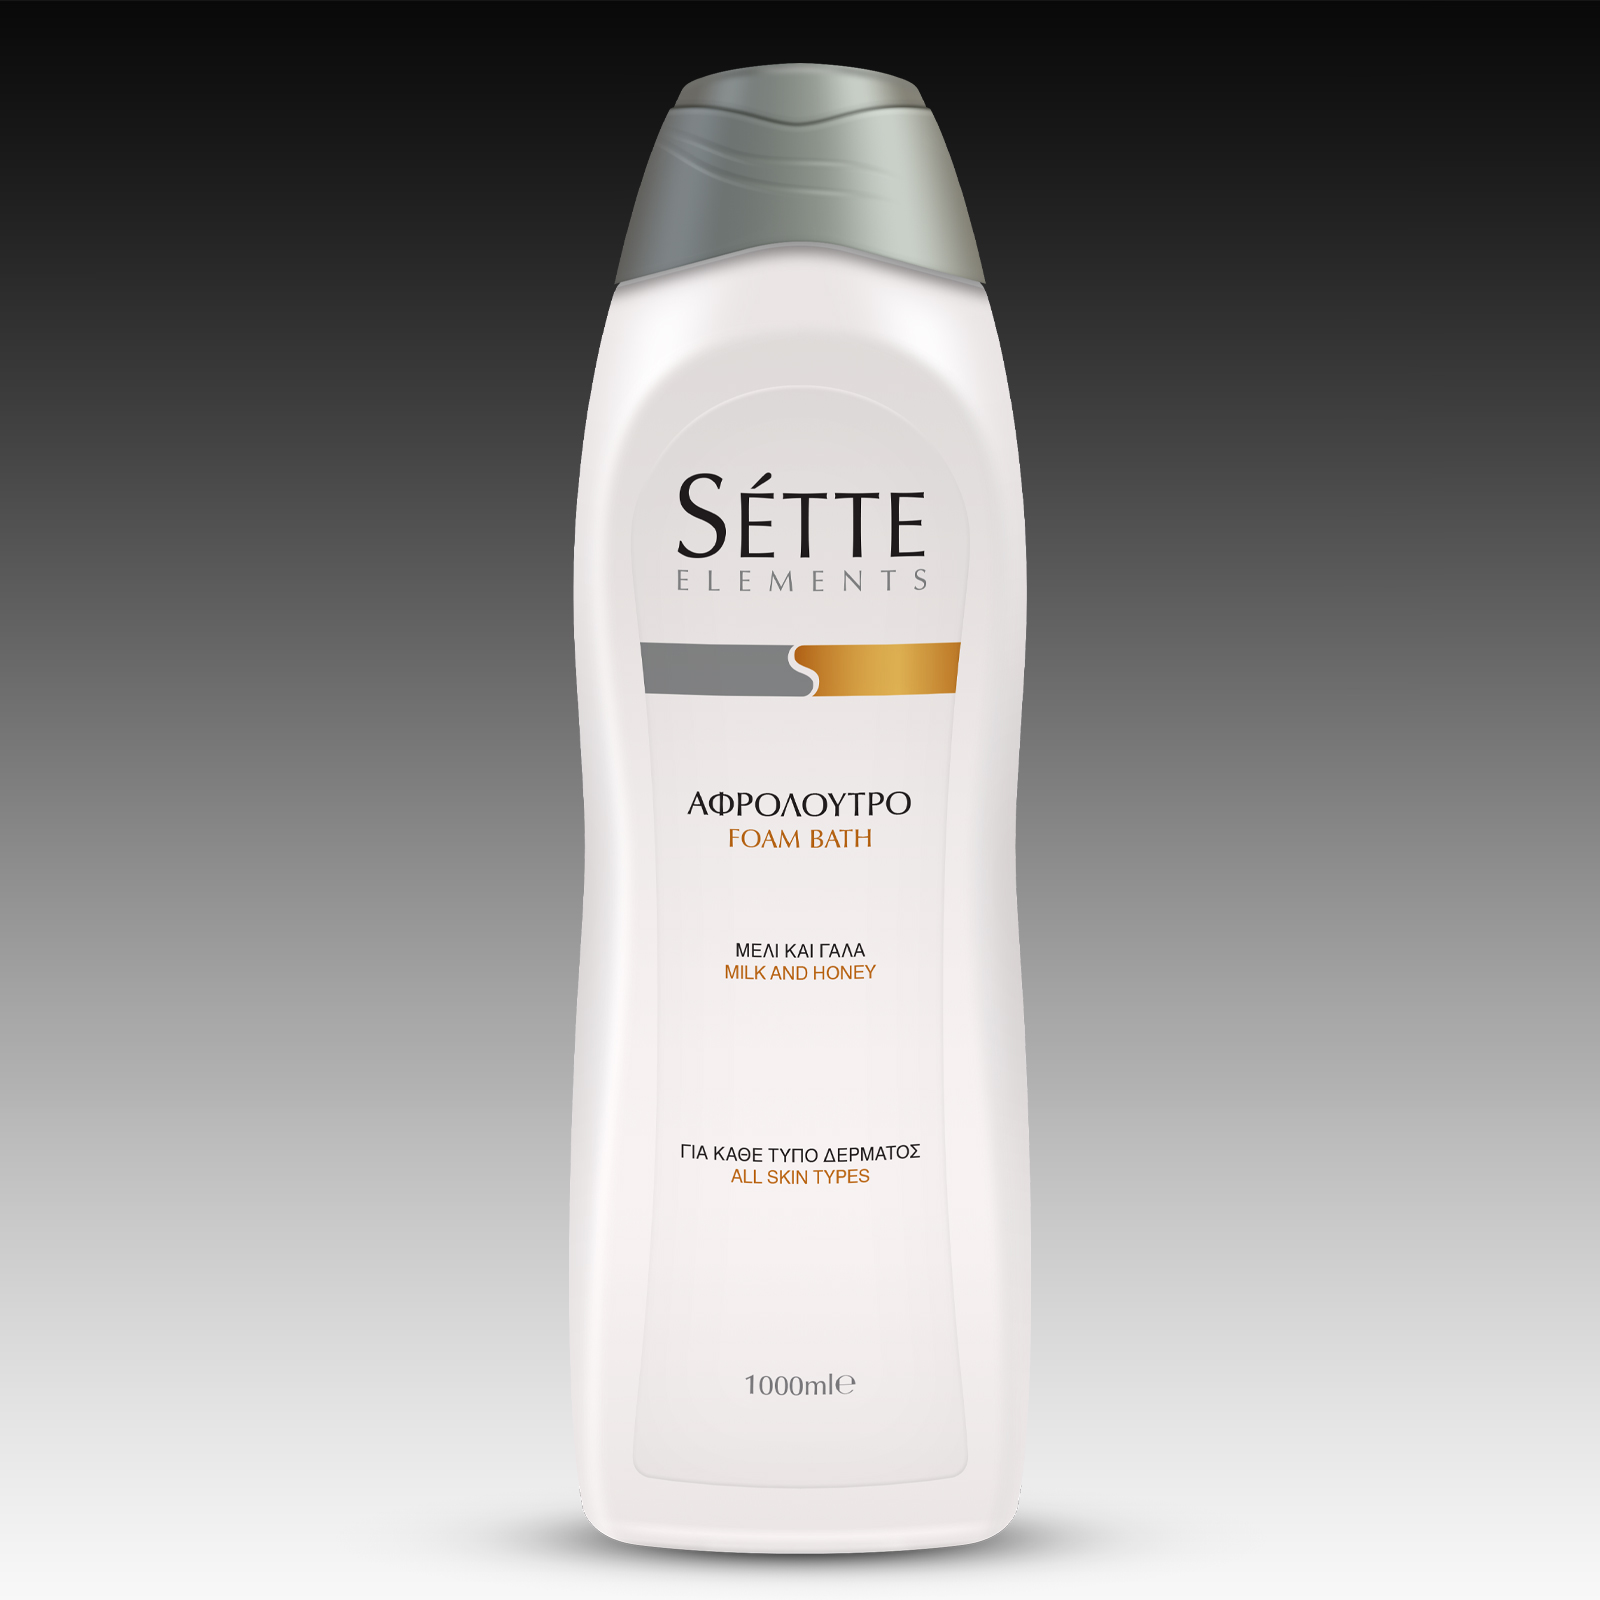 SÉTTE
ELEMENTS
ΑΦΡΟΛΟΥΤΡΟ
FOAM BATH
ΜΕΛΙ ΚΑΙ ΓΑΛΑ
MILK AND HONEY
ΓΙΑ ΚΑΘΕ ΤΥΠΟ ΔΕΡΜΑΤΟΣ
ALL SKIN TYPES
1000ml℮